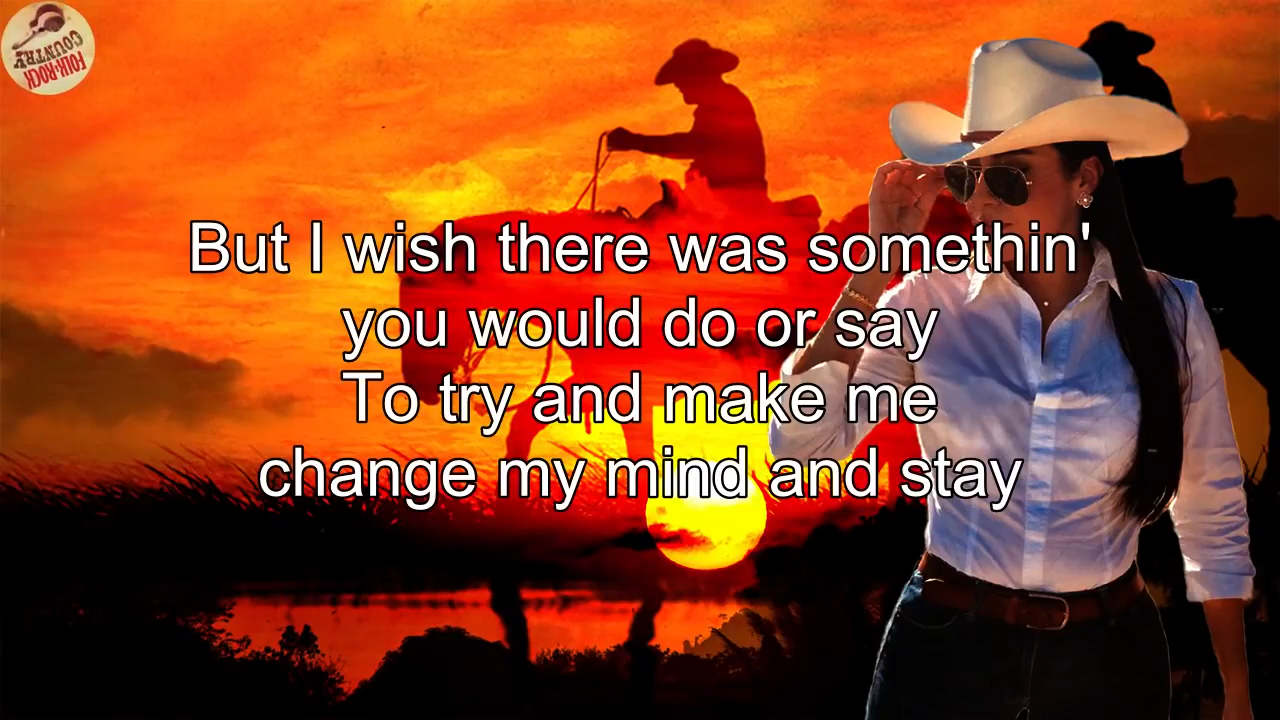 COUNTRY
FOLK-ROCK
But I wish there was somethin'
you would do or say
To try and make me
change my mind and stay